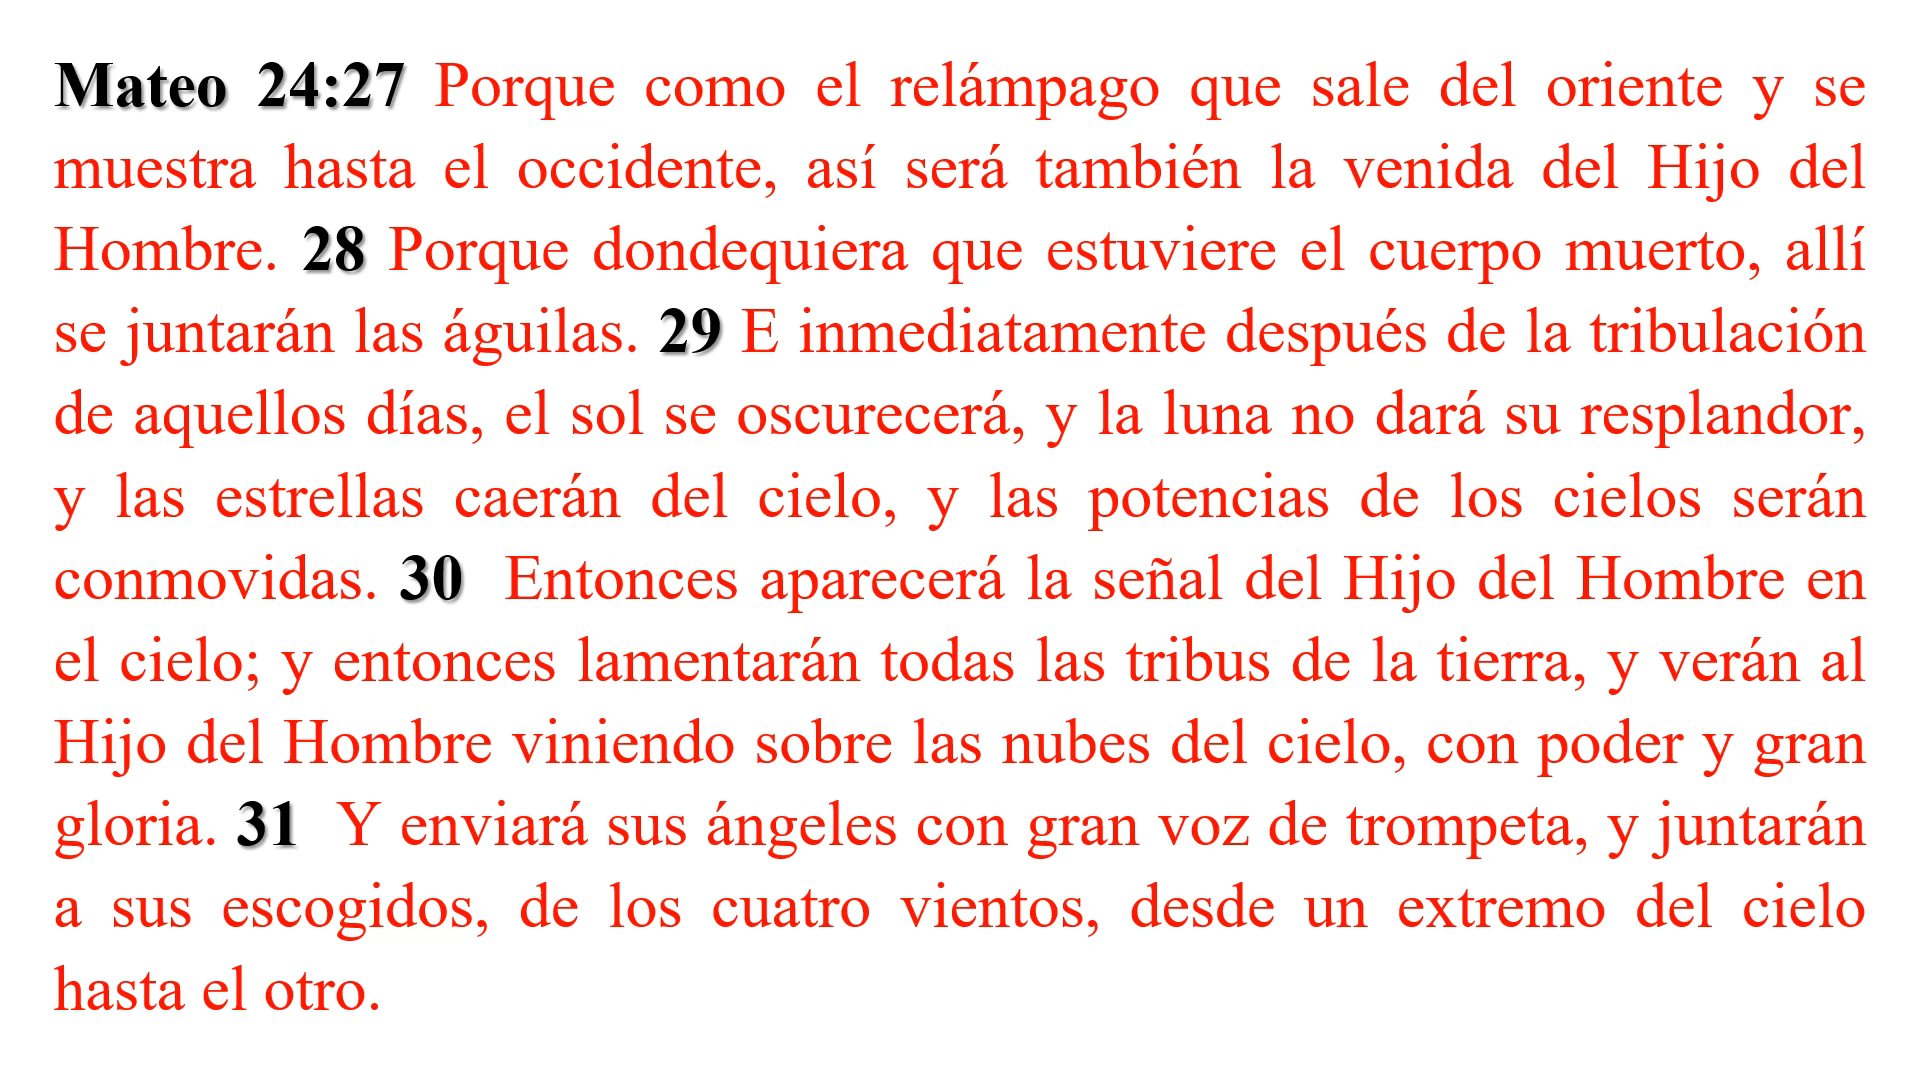 Mateo 24:27 Porque como el relámpago que sale del oriente y se
muestra hasta el occidente, así será también la venida del Hijo del
Hombre. 28 Porque dondequiera que estuviere el cuerpo muerto, allí
se juntarán las águilas. 29 E inmediatamente después de la tribulación
de aquellos días, el sol se oscurecerá, y la luna no dará su resplandor,
y las estrellas caerán del cielo, y las potencias de los cielos serán
conmovidas. 30 Entonces aparecerá la señal del Hijo del Hombre en
el cielo; y entonces lamentarán todas las tribus de la tierra, y verán al
Hijo del Hombre viniendo sobre las nubes del cielo, con poder y gran
gloria. 31 Y enviará sus ángeles con gran voz de trompeta, y juntarán
a sus escogidos, de los cuatro vientos, desde un extremo del cielo
hasta el otro.